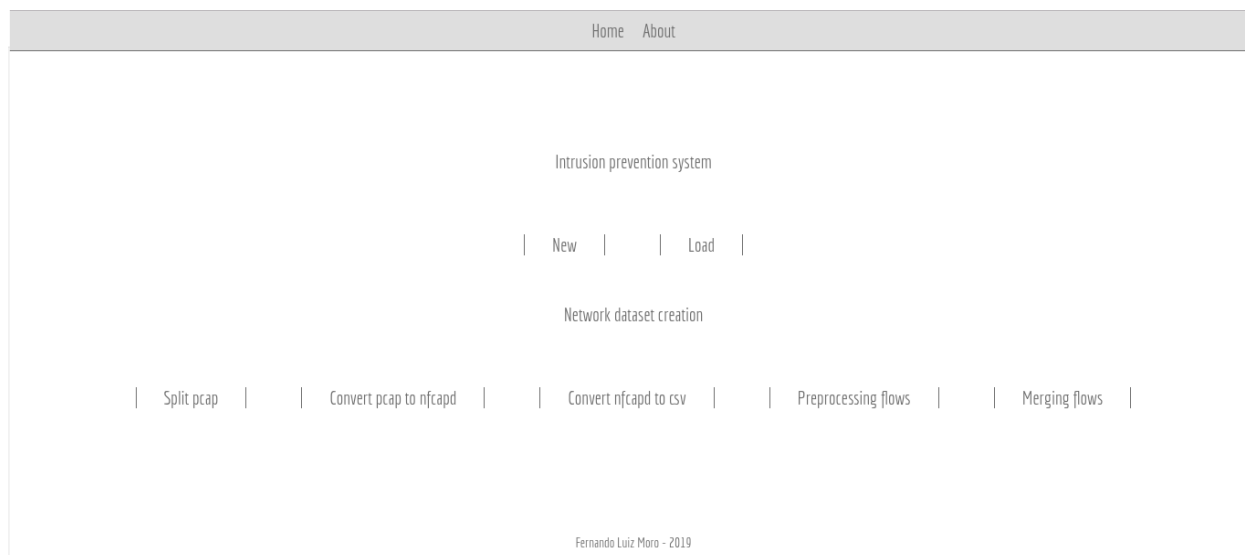 Home About
Intrusion prevention system
New Load
Network dataset creation
Split pcap Convert pcap to nfcapd Convert nfcapd to csv Preprocessing flows Merging flows
Fernando Luiz Moro - 2019